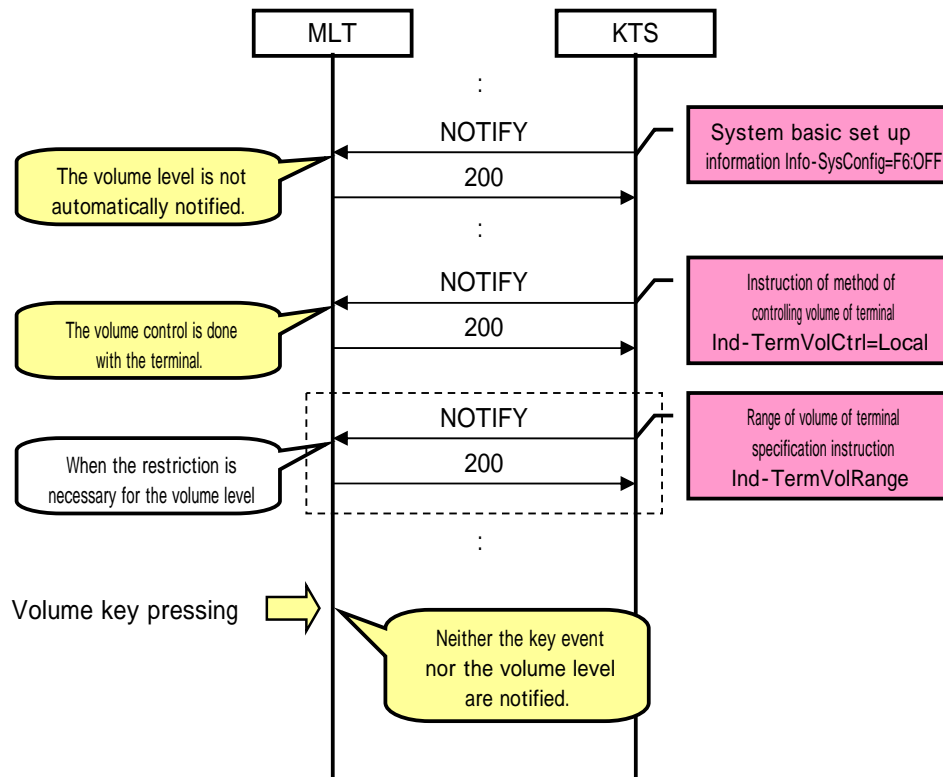 MLT
KTS
:
NOTIFY
System basic set up
information Info-SysConfig=F6:OFF
The volume level is not
automatically notified.
200
:
NOTIFY
Instruction of method of
controlling volume of terminal
Ind-TermVolCtrl=Local
The volume control is done
with the terminal.
200
NOTIFY
Range of volume of terminal
specification instruction
Ind-TermVolRange
When the restriction is
necessary for the volume level
200
:
Volume key pressing
Neither the key event
nor the volume level
are notified.